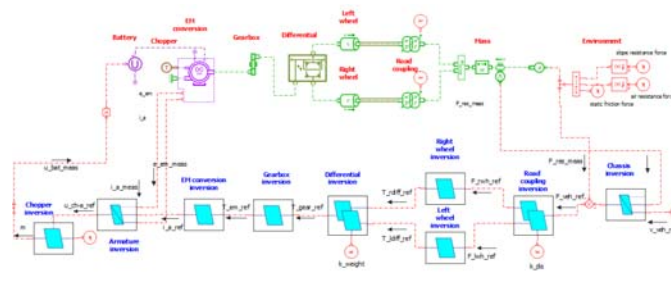 Battery
Chopper
EM
conversion
Gearbox
Differential
Left
wheel
Right
wheel
Road
coupling
Mass
Environment
slope resistance force
air resistance force
static friction force
F_res_meas
e_em
i_a
u_bat_meas
i_a_meas
e_em_meas
u_ch-a_ref
m
Chopper
inversion
Armature
inversion
i_a_ref
EM conversion
inversion
T_em_ref
Gearbox
inversion
T_gear_ref
Differential
inversion
k_weight
T_rdiff_ref
T_ldiff_ref
Right
wheel
inversion
Left
wheel
inversion
F_rwh_ref
F_lwh_ref
Road
coupling
inversion
k_dis
F_veh_ref
F_res_meas
Chassis
inversion